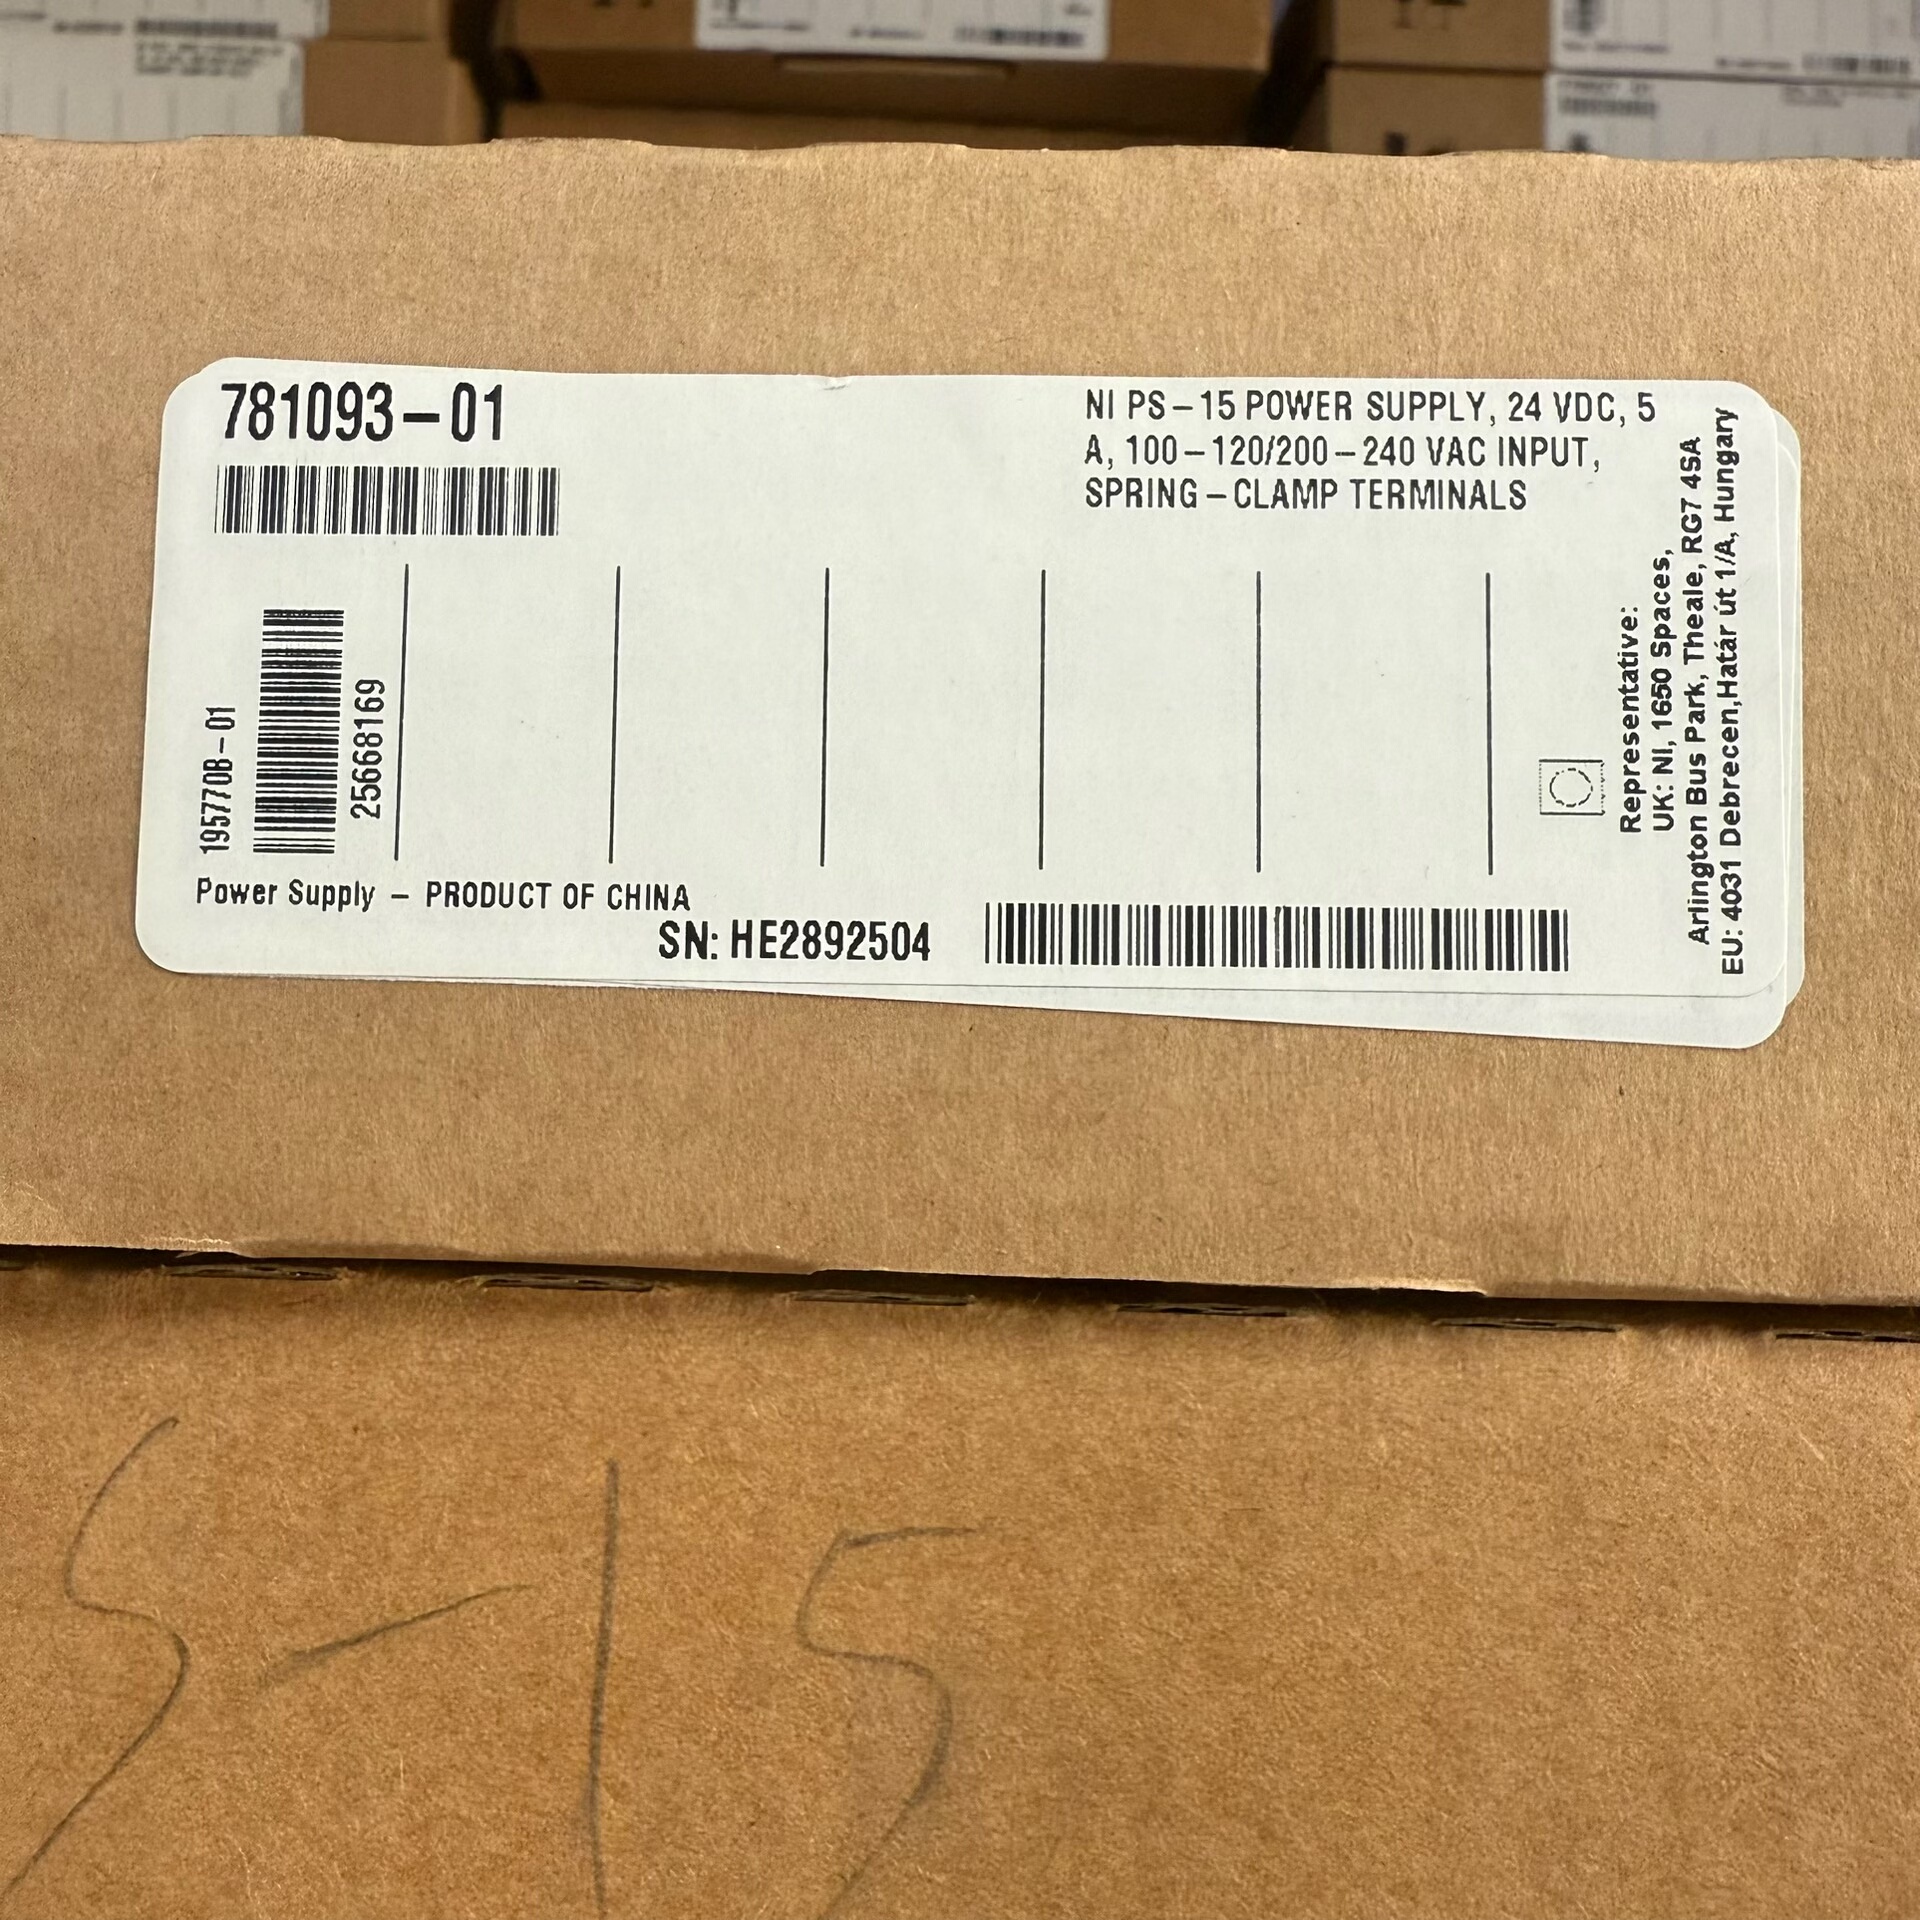 781093-01
NI PS-15 POWER SUPPLY, 24 VDC, 5
A, 100-120/200-240 VAC INPUT,
SPRING-CLAMP TERMINALS
195770B-01
25668169
Power Supply - PRODUCT OF CHINA
SN: HE2892504
Representative:
UK: NI, 1650 Spaces,
Arlington Bus Park, Theale, RG7 4SA
EU: 4031 Debrecen,Határ út 1/A, Hungary
S-15